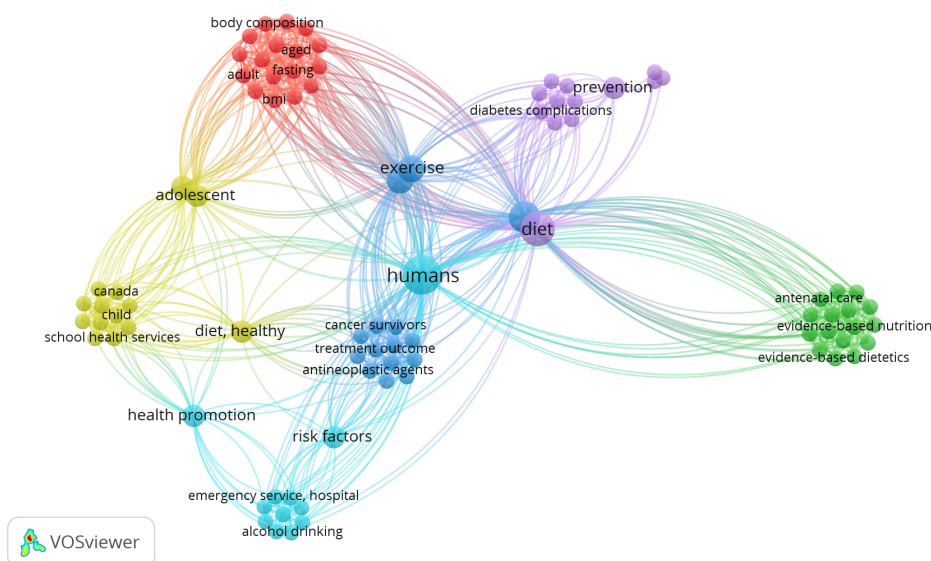 body composition
aged
adult
fasting
bmi
prevention
diabetes complications
exercise
adolescent
diet
humans
canada
child
school health services
diet, healthy
cancer survivors
treatment outcome
antineoplastic agents
antenatal care
evidence-based nutrition
evidence-based dietetics
health promotion
risk factors
emergency service, hospital
alcohol drinking
VOSviewer